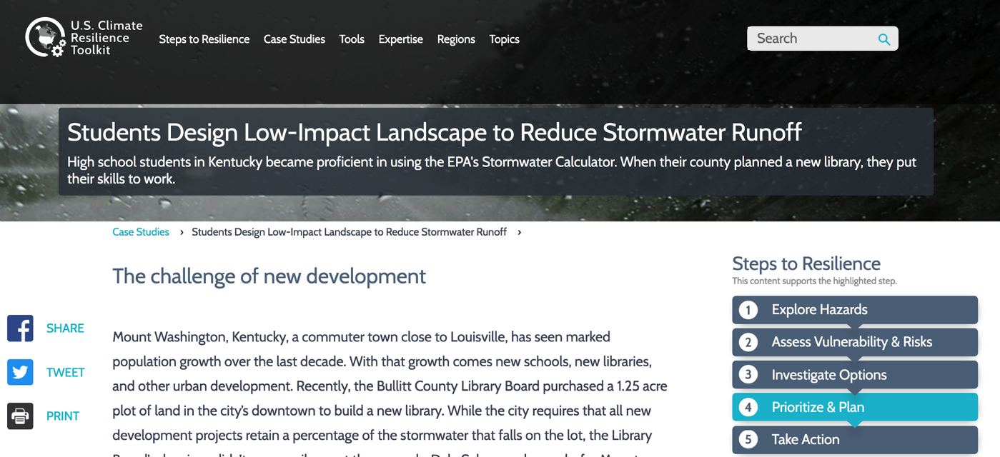 U.S. Climate
Resilience
Toolkit
Steps to Resilience Case Studies Tools Expertise Regions Topics
Search
Students Design Low-Impact Landscape to Reduce Stormwater Runoff
High school students in Kentucky became proficient in using the EPA's Stormwater Calculator. When their county planned a new library, they put
their skills to work.
Case Studies › Students Design Low-Impact Landscape to Reduce Stormwater Runoff ›
The challenge of new development
SHARE
TWEET
PRINT
Mount Washington, Kentucky, a commuter town close to Louisville, has seen marked
population growth over the last decade. With that growth comes new schools, new libraries,
and other urban development. Recently, the Bullitt County Library Board purchased a 1.25 acre
plot of land in the city’s downtown to build a new library. While the city requires that all new
development projects retain a percentage of the stormwater that falls on the lot, the Library
Steps to Resilience
This content supports the highlighted step.
1 Explore Hazards
2 Assess Vulnerability & Risks
3 Investigate Options
4 Prioritize & Plan
5 Take Action